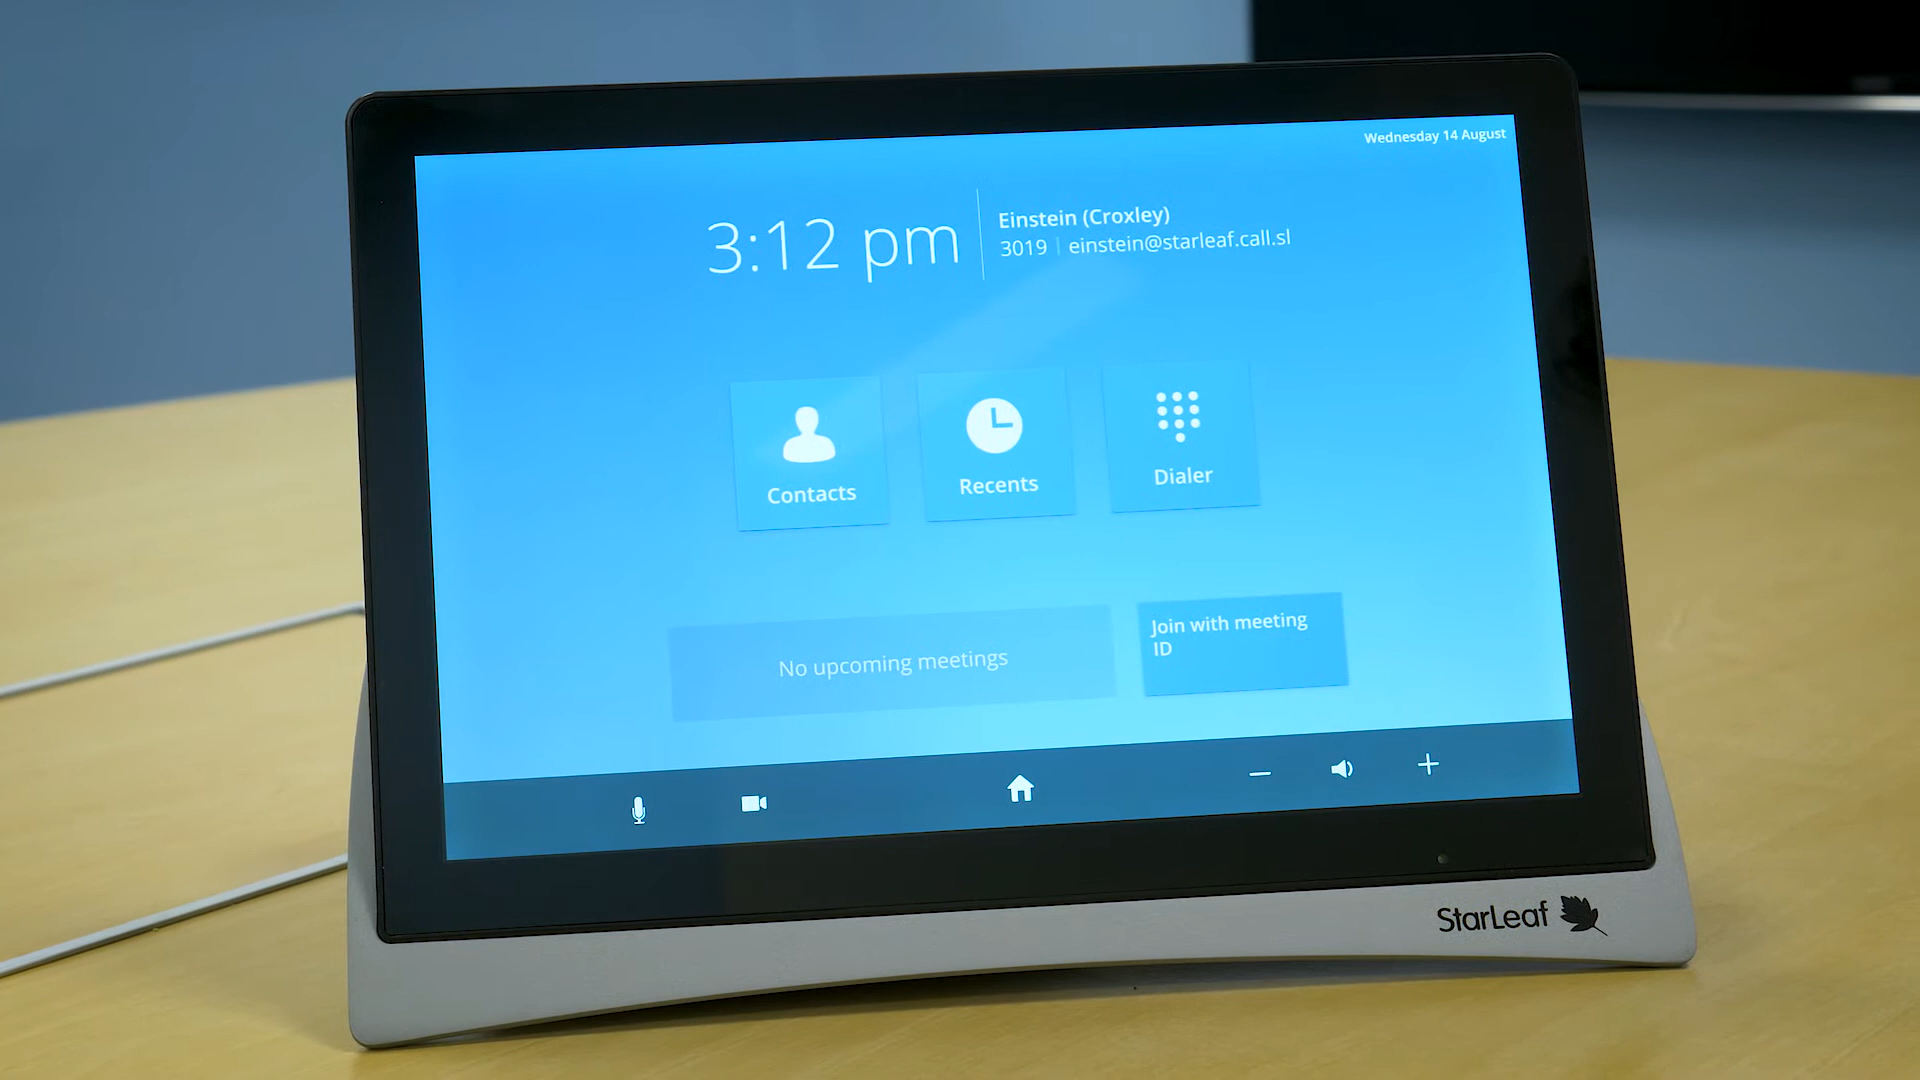 Wednesday 14 August
3:12 pm
Einstein (Croxley)
3019 | einstein@starleaf.call.sl
Contacts
Recents
Dialer
No upcoming meetings
Join with meeting
ID
StarLeaf